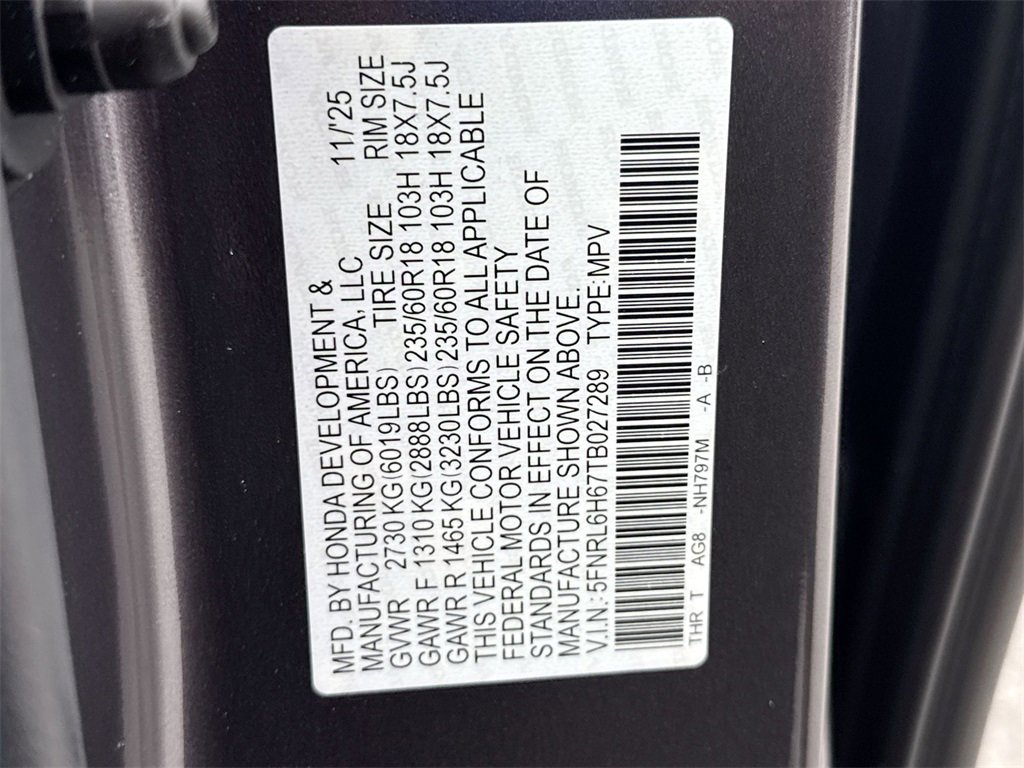 MFD. BY HONDA DEVELOPMENT & 11/'25
MANUFACTURING OF AMERICA, LLC
GVWR 2730 KG(6019LBS) TIRE SIZE RIM SIZE
GAWR F 1310 KG(2888LBS) 235/60R18 103H 18X7.5J
GAWR R 1465 KG(3230LBS) 235/60R18 103H 18X7.5J
THIS VEHICLE CONFORMS TO ALL APPLICABLE
FEDERAL MOTOR VEHICLE SAFETY
STANDARDS IN EFFECT ON THE DATE OF
MANUFACTURE SHOWN ABOVE.
V.I.N.:5FNRL6H67TB027289 TYPE:MPV
THR T AG8 -NH797M -A -B